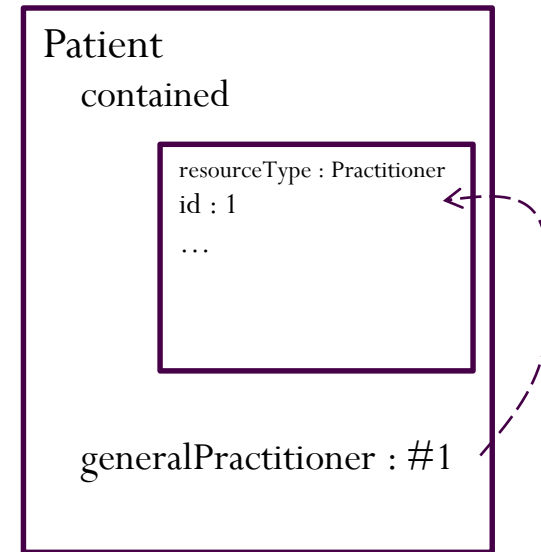 Patient
contained
resourceType : Practitioner
id : 1
…
generalPractitioner : #1